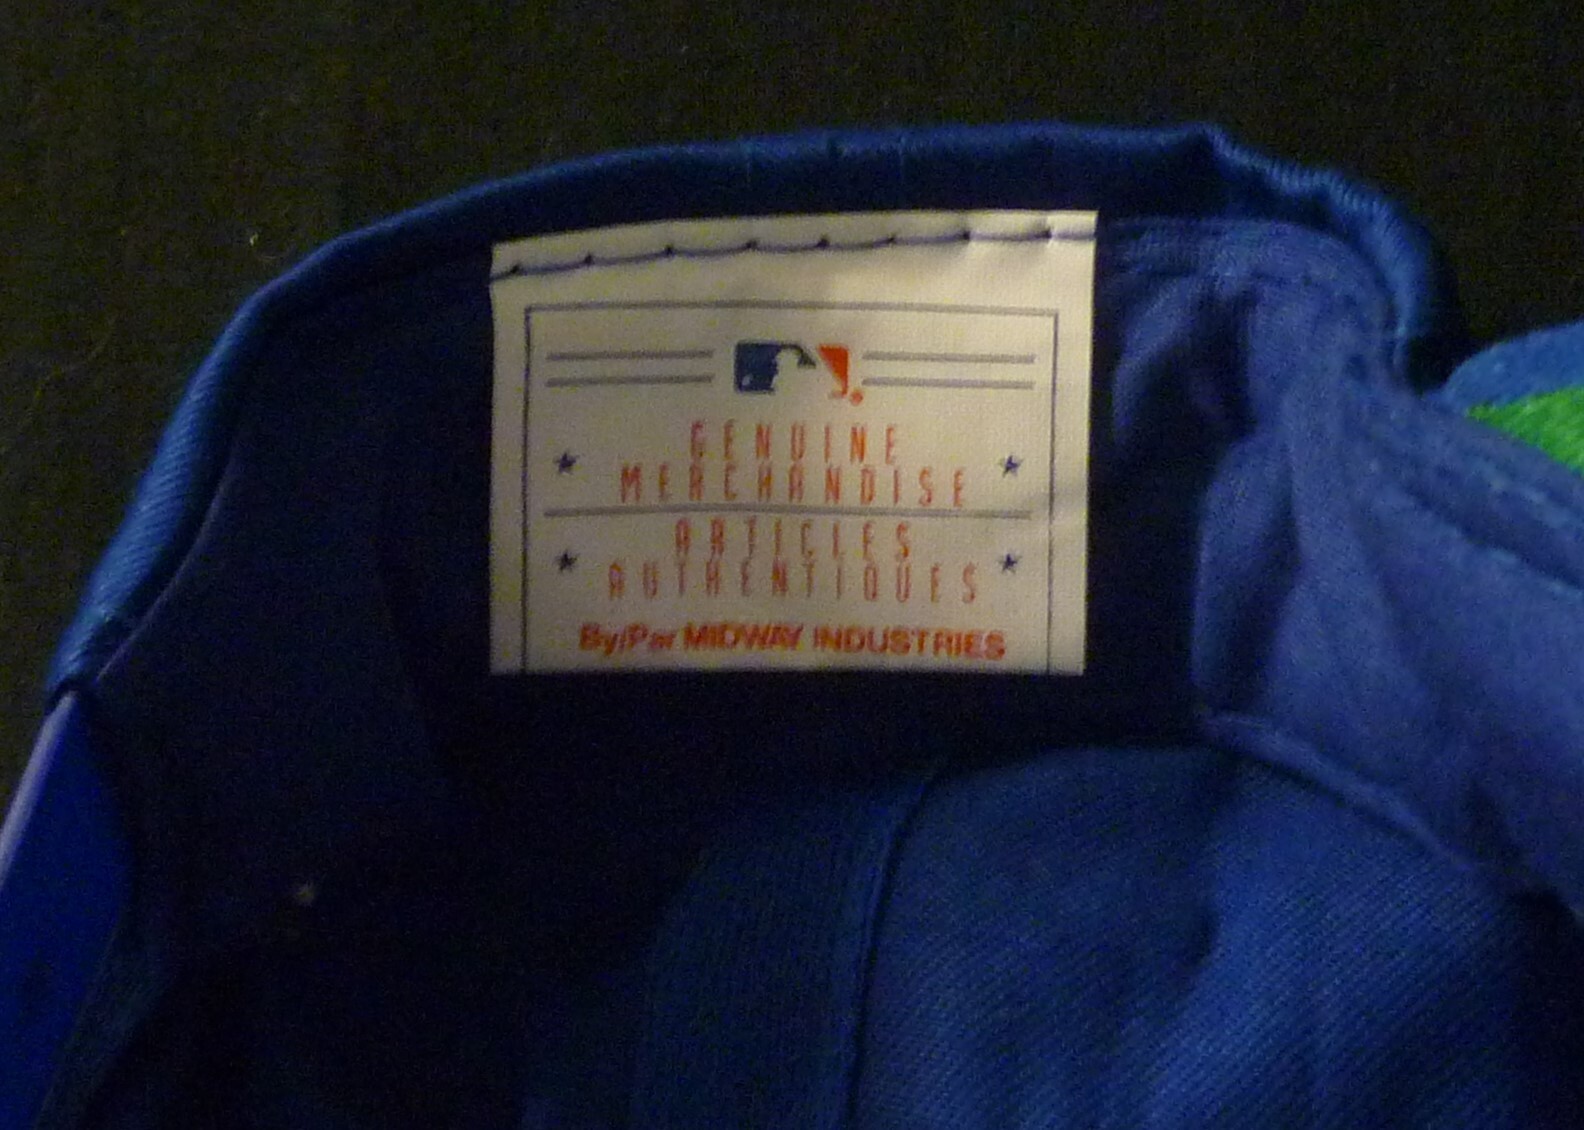 GENUINE
MERCHANDISE
ARTICLES
AUTHENTIQUES
By/Par MIDWAY INDUSTRIES